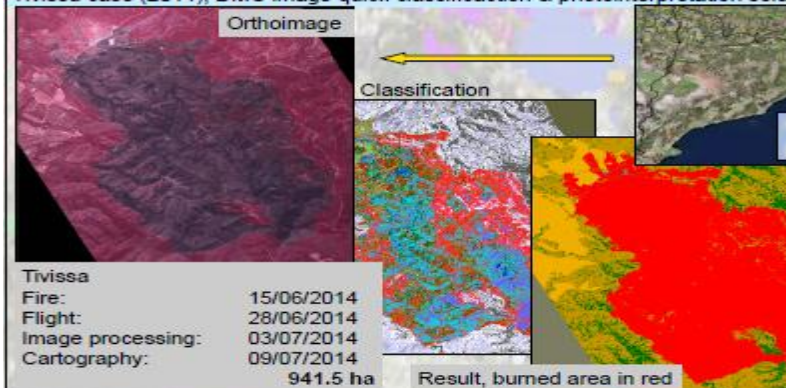 Orthoimage
Classification
Tivissa
Fire: 15/06/2014
Flight: 28/06/2014
Image processing: 03/07/2014
Cartography: 09/07/2014
941.5 ha
Result, burned area in red